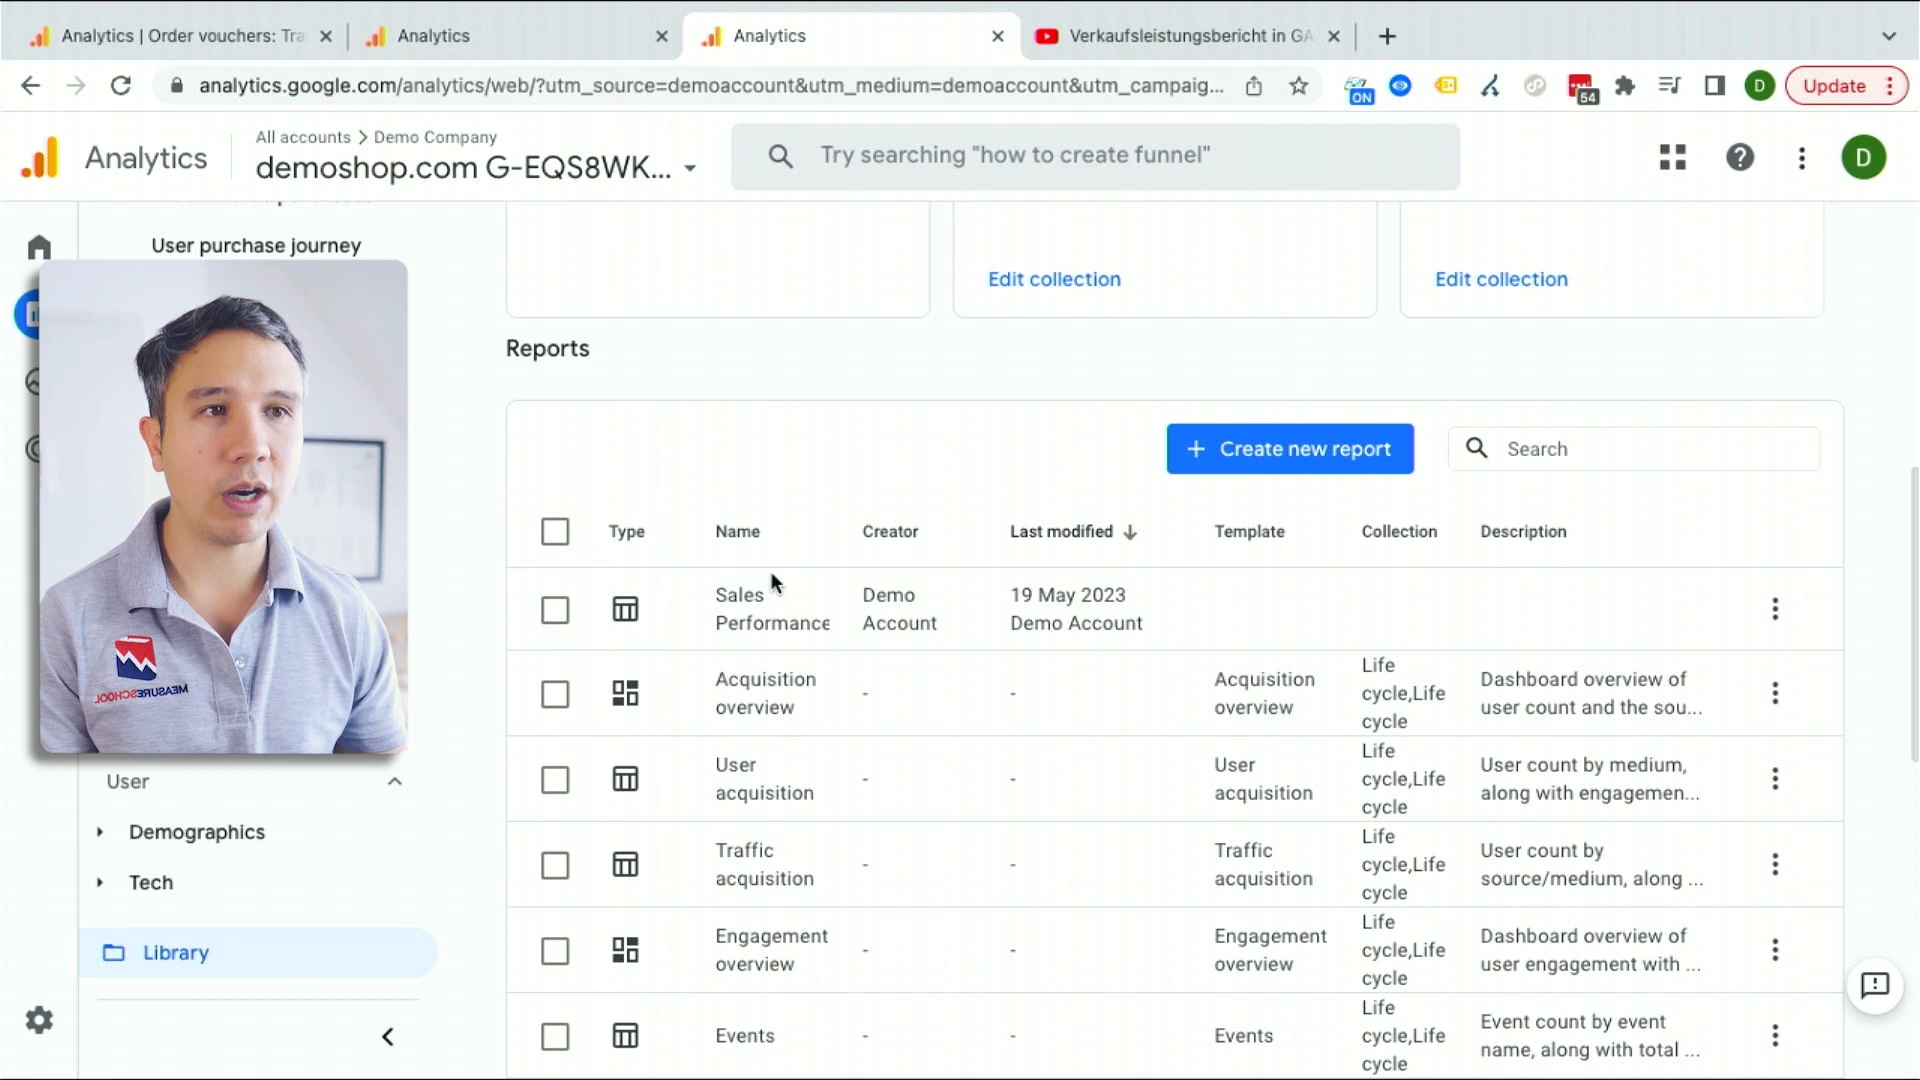 Analytics | Order vouchers: Tra
Analytics
Analytics
Verkaufsleistungsbericht in GA
analytics.google.com/analytics/web/?utm_source=demoaccount&utm_medium=demoaccount&utm_campaig...
ON
54
D
Update
Analytics
All accounts > Demo Company
demoshop.com G-EQS8WK...
Try searching "how to create funnel"
D
User purchase journey
Edit collection
Edit collection
Reports
Create new report
Search
Type
Name
Creator
Last modified
Template
Collection
Description
Sales
Performance
Demo
Account
19 May 2023
Demo Account
Acquisition
overview
-
-
Acquisition
overview
Life
cycle,Life
cycle
Dashboard overview of
user count and the sou...
User
acquisition
-
-
User
acquisition
Life
cycle,Life
cycle
User count by medium,
along with engagemen...
Traffic
acquisition
-
-
Traffic
acquisition
Life
cycle,Life
cycle
User count by
source/medium, along ...
Engagement
overview
-
-
Engagement
overview
Life
cycle,Life
cycle
Dashboard overview of
user engagement with ...
Events
-
-
Events
Life
cycle,Life
cycle
Event count by event
name, along with total ...
MEASURESCHOOL
User
Demographics
Tech
Library